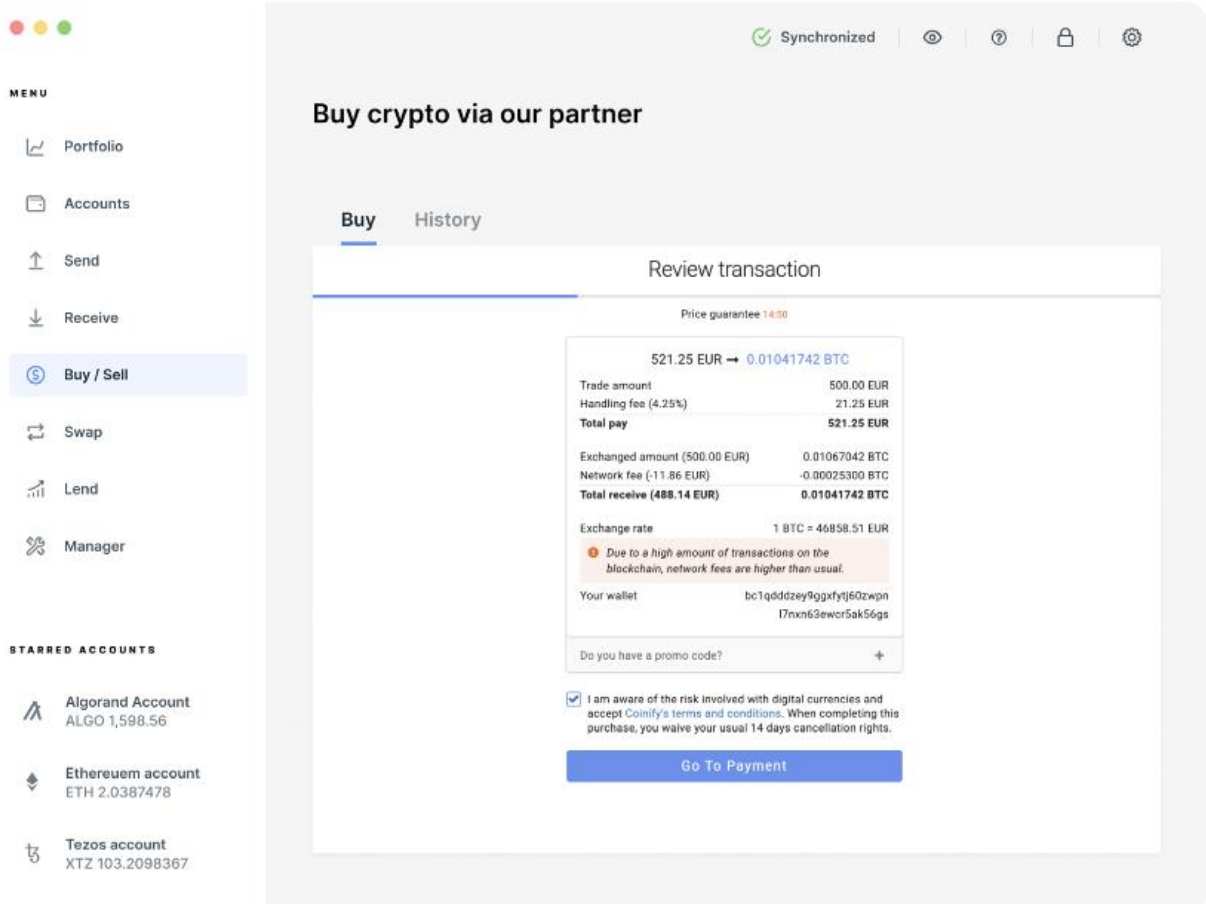 Synchronized
MENU
Portfolio
Accounts
Send
Receive
Buy / Sell
Swap
Lend
Manager
STARRED ACCOUNTS
Algorand Account
ALGO 1,598.56
Ethereuem account
ETH 2.0387478
Tezos account
XTZ 103.2098367
Buy crypto via our partner
Buy History
Review transaction
Price guarantee 14:50
521.25 EUR → 0.01041742 BTC
Trade amount 500.00 EUR
Handling fee (4.25%) 21.25 EUR
Total pay 521.25 EUR
Exchanged amount (500.00 EUR) 0.01067042 BTC
Network fee (-11.86 EUR) -0.00025300 BTC
Total receive (488.14 EUR) 0.01041742 BTC
Exchange rate 1 BTC = 46858.51 EUR
Due to a high amount of transactions on the
blockchain, network fees are higher than usual.
Your wallet bc1qdddzey9ggxfytj60zwpn
l7nxn63ewcr5ak56gs
Do you have a promo code? +
I am aware of the risk involved with digital currencies and
accept Coinify's terms and conditions. When completing this
purchase, you waive your usual 14 days cancellation rights.
Go To Payment